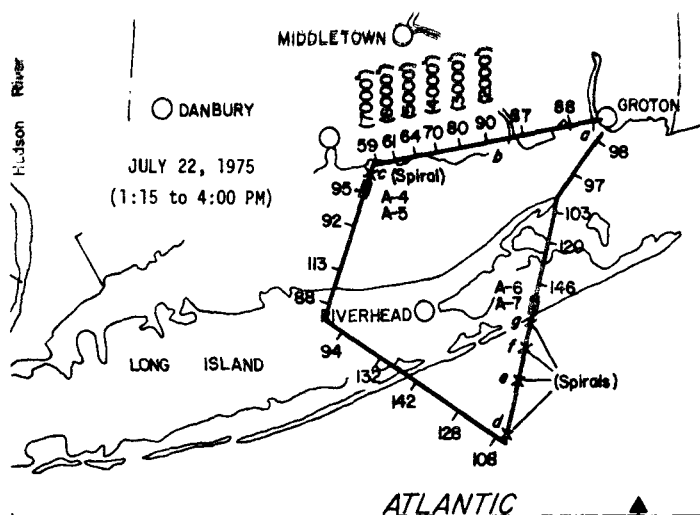 MIDDLETOWN
Hudson River
DANBURY
(7000')
(6000')
(5000')
(4000')
(3000')
(2000')
GROTON
59
61
64
70
80
90
87
88
a
98
JULY 22, 1975
(1:15 to 4:00 PM)
b
c (Spiral)
95
A-4
A-5
97
92
103
113
120
88
A-6
A-7
146
RIVERHEAD
g
94
f
LONG ISLAND
132
e
(Spirals)
142
128
d
108
ATLANTIC